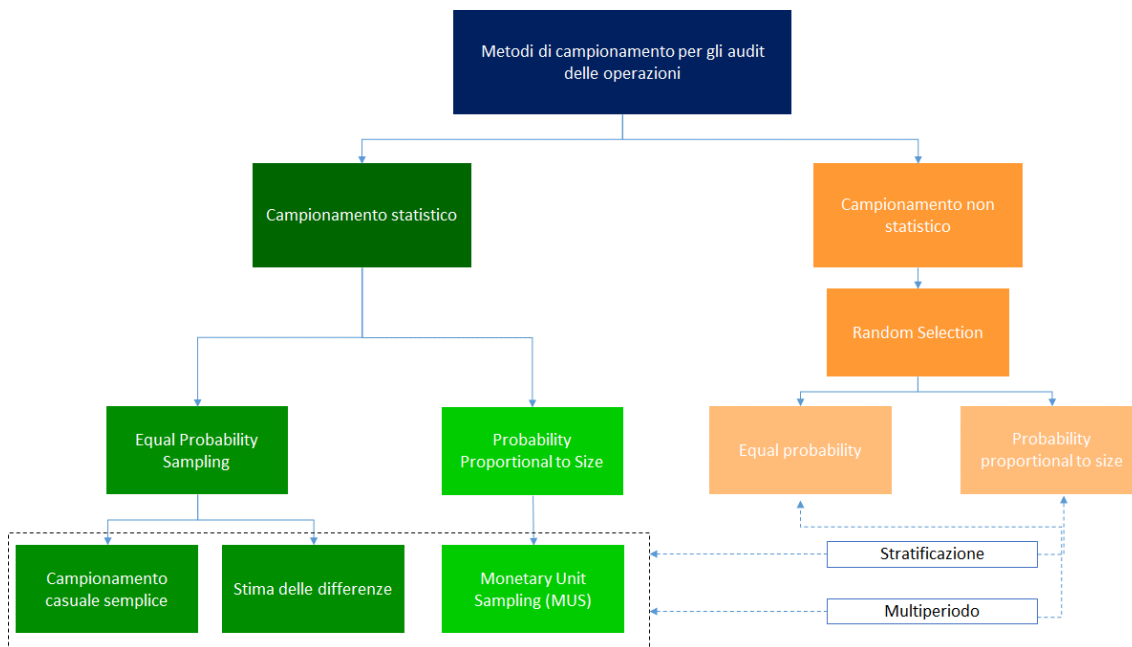 Metodi di campionamento per gli audit
delle operazioni
Campionamento statistico
Campionamento non
statistico
Random Selection
Equal Probability
Sampling
Probability
Proportional to Size
Equal probability
Probability
proportional to size
Campionamento
casuale semplice
Stima delle differenze
Monetary Unit
Sampling (MUS)
Stratificazione
Multiperiodo